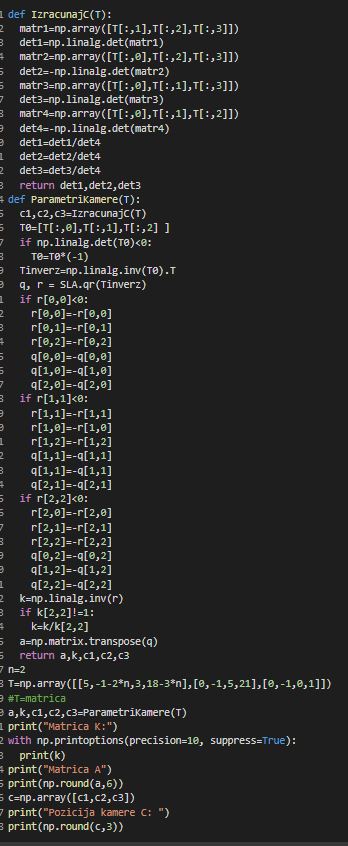 1 def IzracunajC(T):
2 matr1=np.array([T[:,1],T[:,2],T[:,3]])
3 det1=np.linalg.det(matr1)
4 matr2=np.array([T[:,0],T[:,2],T[:,3]])
5 det2=-np.linalg.det(matr2)
6 matr3=np.array([T[:,0],T[:,1],T[:,3]])
7 det3=np.linalg.det(matr3)
8 matr4=np.array([T[:,0],T[:,1],T[:,2]])
9 det4=-np.linalg.det(matr4)
0 det1=det1/det4
1 det2=det2/det4
2 det3=det3/det4
3 return det1,det2,det3
4 def ParametriKamere(T):
5 c1,c2,c3=IzracunajC(T)
6 T0=[T[:,0],T[:,1],T[:,2] ]
7 if np.linalg.det(T0)<0:
8 T0=T0*(-1)
9 Tinverz=np.linalg.inv(T0).T
0 q, r = SLA.qr(Tinverz)
1 if r[0,0]<0:
2 r[0,0]=-r[0,0]
3 r[0,1]=-r[0,1]
4 r[0,2]=-r[0,2]
5 q[0,0]=-q[0,0]
6 q[1,0]=-q[1,0]
7 q[2,0]=-q[2,0]
8 if r[1,1]<0:
9 r[1,1]=-r[1,1]
0 r[1,0]=-r[1,0]
1 r[1,2]=-r[1,2]
2 q[1,1]=-q[1,1]
3 q[1,1]=-q[1,1]
4 q[2,1]=-q[2,1]
5 if r[2,2]<0:
6 r[2,0]=-r[2,0]
7 r[2,1]=-r[2,1]
8 r[2,2]=-r[2,2]
9 q[0,2]=-q[0,2]
0 q[1,2]=-q[1,2]
1 q[2,2]=-q[2,2]
2 k=np.linalg.inv(r)
3 if k[2,2]!=1:
4 k=k/k[2,2]
5 a=np.matrix.transpose(q)
6 return a,k,c1,c2,c3
7 n=2
8 T=np.array([[5,-1-2*n,3,18-3*n],[0,-1,5,21],[0,-1,0,1]])
9 #T=matrica
0 a,k,c1,c2,c3=ParametriKamere(T)
1 print("Matrica K:")
2 with np.printoptions(precision=10, suppress=True):
3 print(k)
4 print("Matrica A")
5 print(np.round(a,6))
6 c=np.array([c1,c2,c3])
7 print("Pozicija kamere C: ")
8 print(np.round(c,3))